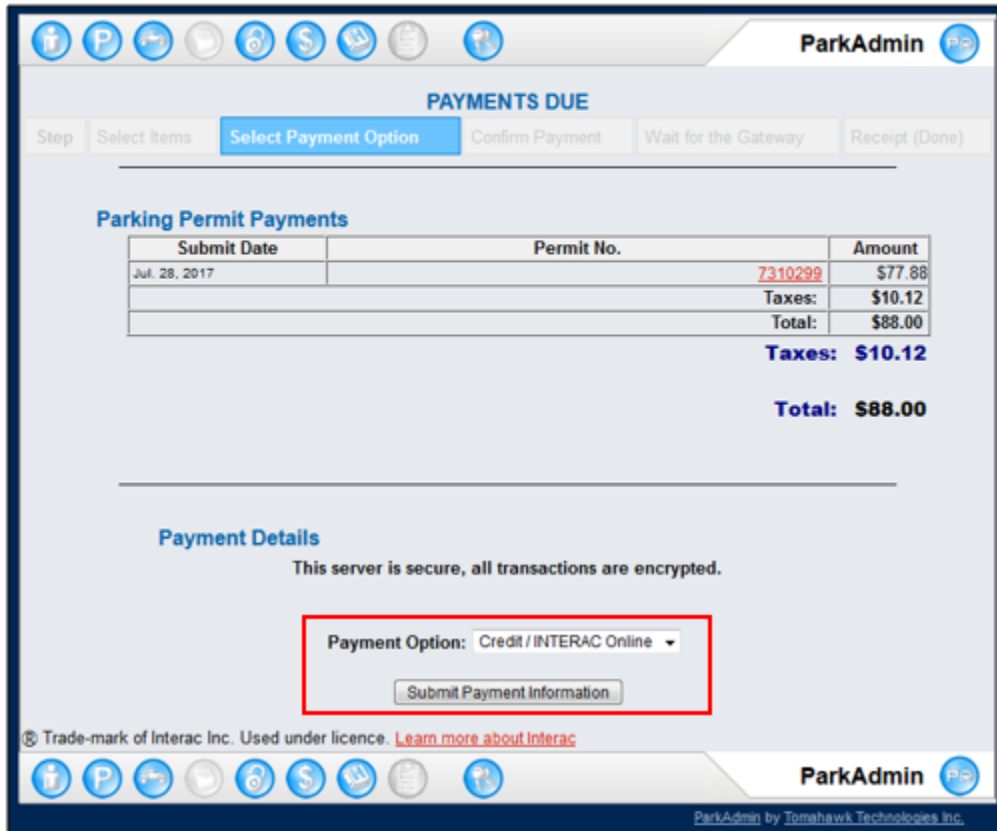 ParkAdmin
PAYMENTS DUE
Step Select Items Select Payment Option Confirm Payment Wait for the Gateway Receipt (Done)
Parking Permit Payments
Submit Date Permit No. Amount
Jul. 28, 2017 7310299 $77.88
Taxes: $10.12
Total: $88.00
Taxes: $10.12
Total: $88.00
Payment Details
This server is secure, all transactions are encrypted.
Payment Option: Credit / INTERAC Online
Submit Payment Information
® Trade-mark of Interac Inc. Used under licence. Learn more about Interac
ParkAdmin
ParkAdmin by Tomahawk Technologies Inc.